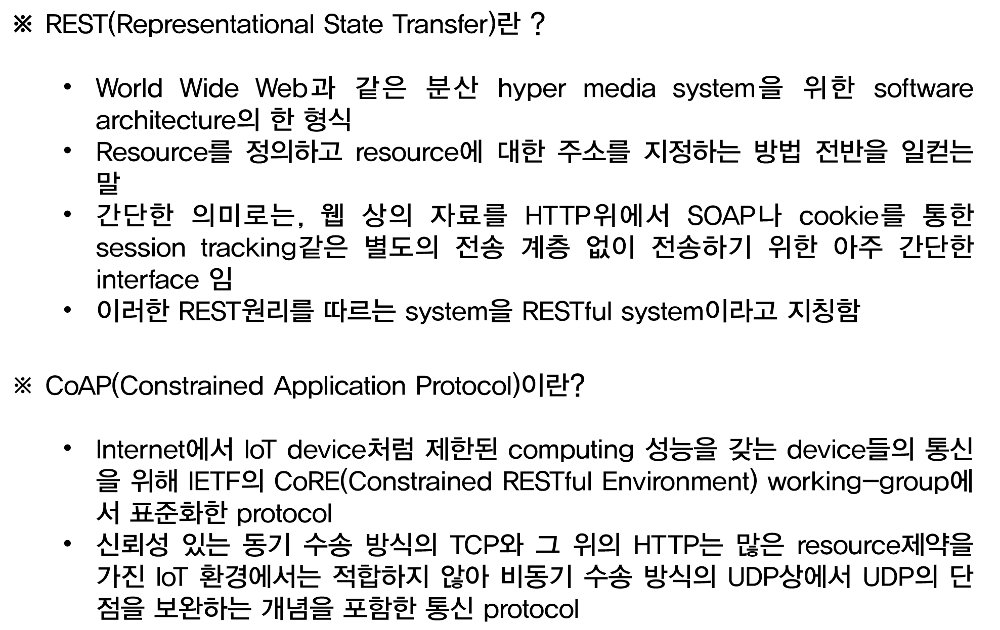 ※ REST(Representational State Transfer)란 ?
• World Wide Web과 같은 분산 hyper media system을 위한 software
architecture의 한 형식
• Resource를 정의하고 resource에 대한 주소를 지정하는 방법 전반을 일컫는
말
• 간단한 의미로는, 웹 상의 자료를 HTTP위에서 SOAP나 cookie를 통한
session tracking같은 별도의 전송 계층 없이 전송하기 위한 아주 간단한
interface 임
• 이러한 REST원리를 따르는 system을 RESTful system이라고 지칭함
※ CoAP(Constrained Application Protocol)이란?
• Internet에서 IoT device처럼 제한된 computing 성능을 갖는 device들의 통신
을 위해 IETF의 CoRE(Constrained RESTful Environment) working-group에
서 표준화한 protocol
• 신뢰성 있는 동기 수송 방식의 TCP와 그 위의 HTTP는 많은 resource제약을
가진 IoT 환경에서는 적합하지 않아 비동기 수송 방식의 UDP상에서 UDP의 단
점을 보완하는 개념을 포함한 통신 protocol